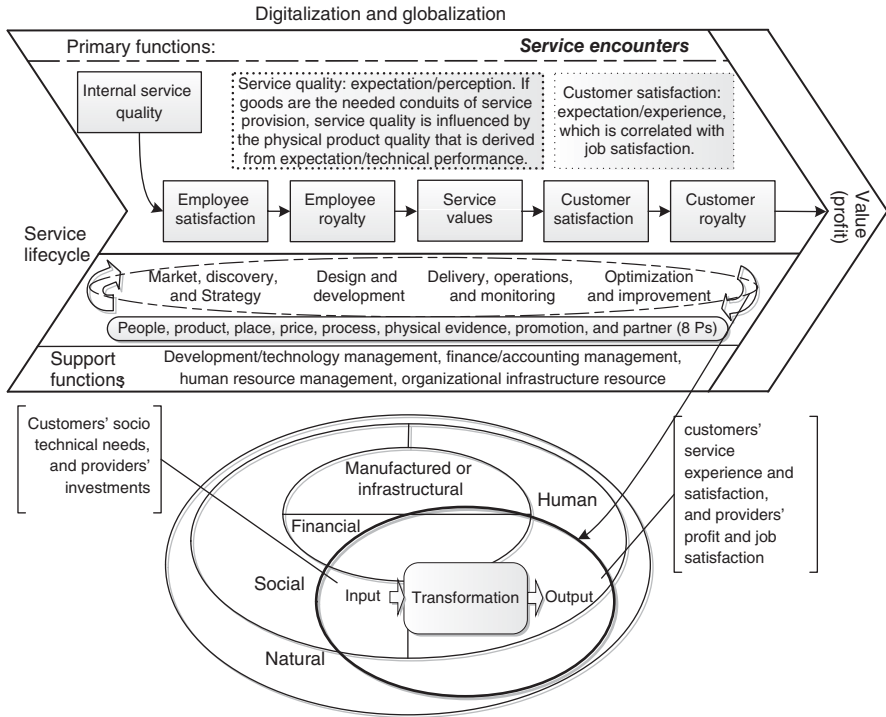 Digitalization and globalization
Primary functions:
Service encounters
Internal service
quality
Service quality: expectation/perception. If
goods are the needed conduits of service
provision, service quality is influenced by
the physical product quality that is derived
from expectation/technical performance.
Customer satisfaction:
expectation/experience,
which is correlated with
job satisfaction.
Employee
satisfaction
Employee
royalty
Service
values
Customer
satisfaction
Customer
royalty
Value
(profit)
Service
lifecycle
Market, discovery,
and Strategy
Design and
development
Delivery, operations,
and monitoring
Optimization
and improvement
People, product, place, price, process, physical evidence, promotion, and partner (8 Ps)
Support
functions;
Development/technology management, finance/accounting management,
human resource management, organizational infrastructure resource
Customers' socio
technical needs,
and providers'
investments
customers'
service
experience and
satisfaction,
and providers'
profit and job
satisfaction
Manufactured or
infrastructural
Human
Financial
Social
Input
Transformation
Output
Natural